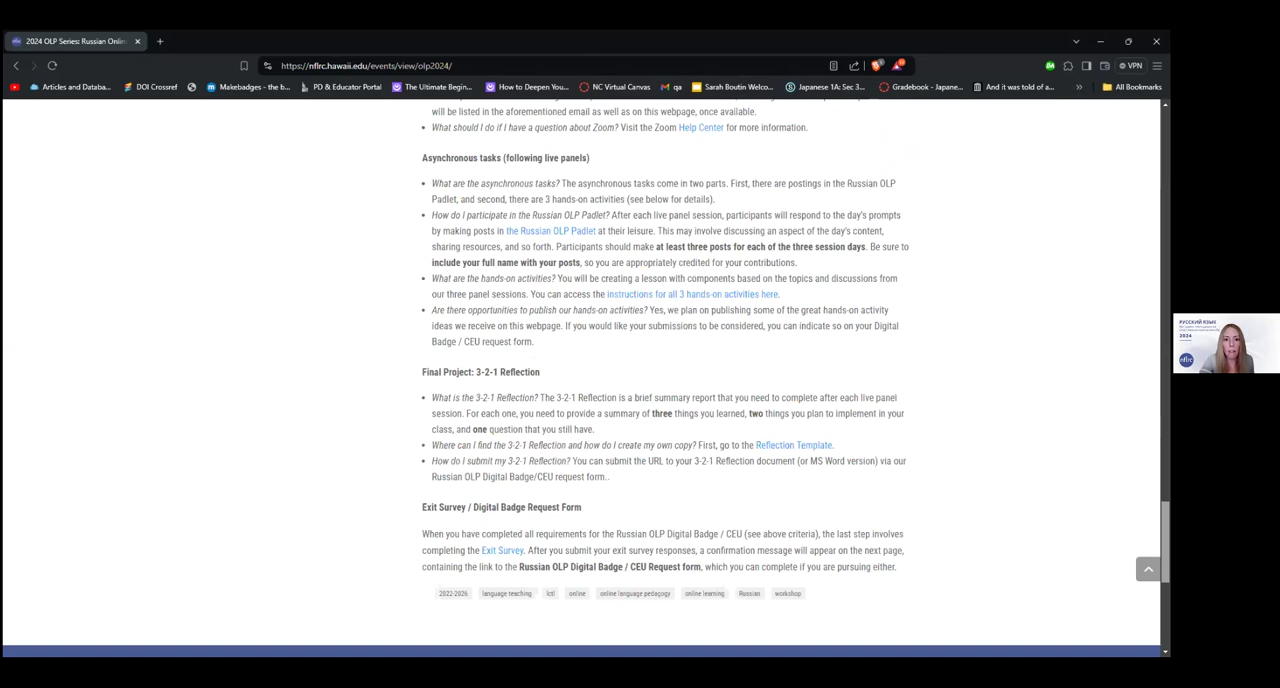 2024 OLP Series: Russian Onlin
https://nflrc.hawaii.edu/events/view/olp2024/
VPN
Articles and Databa...
DOI Crossref
Makebadges - the b...
PD & Educator Portal
The Ultimate Begin...
How to Deepen You...
NC Virtual Canvas
qa
Sarah Boutin Welco...
Japanese 1A: Sec 3...
Gradebook - Japane...
And it was told of a...
All Bookmarks
will be listed in the aforementioned email as well as on this webpage, once available.
• What should I do if I have a question about Zoom? Visit the Zoom Help Center for more information.
Asynchronous tasks (following live panels)
• What are the asynchronous tasks? The asynchronous tasks come in two parts. First, there are postings in the Russian OLP
Padlet, and second, there are 3 hands-on activities (see below for details).
• How do I participate in the Russian OLP Padlet? After each live panel session, participants will respond to the day's prompts
by making posts in the Russian OLP Padlet at their leisure. This may involve discussing an aspect of the day's content,
sharing resources, and so forth. Participants should make at least three posts for each of the three session days. Be sure to
include your full name with your posts, so you are appropriately credited for your contributions.
• What are the hands-on activities? You will be creating a lesson with components based on the topics and discussions from
our three panel sessions. You can access the instructions for all 3 hands-on activities here.
• Are there opportunities to publish our hands-on activities? Yes, we plan on publishing some of the great hands-on activity
ideas we receive on this webpage. If you would like your submissions to be considered, you can indicate so on your Digital
Badge / CEU request form.
Final Project: 3-2-1 Reflection
• What is the 3-2-1 Reflection? The 3-2-1 Reflection is a brief summary report that you need to complete after each live panel
session. For each one, you need to provide a summary of three things you learned, two things you plan to implement in your
class, and one question that you still have.
• Where can I find the 3-2-1 Reflection and how do I create my own copy? First, go to the Reflection Template.
• How do I submit my 3-2-1 Reflection? You can submit the URL to your 3-2-1 Reflection document (or MS Word version) via our
Russian OLP Digital Badge/CEU request form..
Exit Survey / Digital Badge Request Form
When you have completed all requirements for the Russian OLP Digital Badge / CEU (see above criteria), the last step involves
completing the Exit Survey. After you submit your exit survey responses, a confirmation message will appear on the next page,
containing the link to the Russian OLP Digital Badge / CEU Request form, which you can complete if you are pursuing either.
2022-2026
language teaching
lctl
online
online language pedagogy
online learning
Russian
workshop
РУССКИЙ ЯЗЫК
2024
nflrc